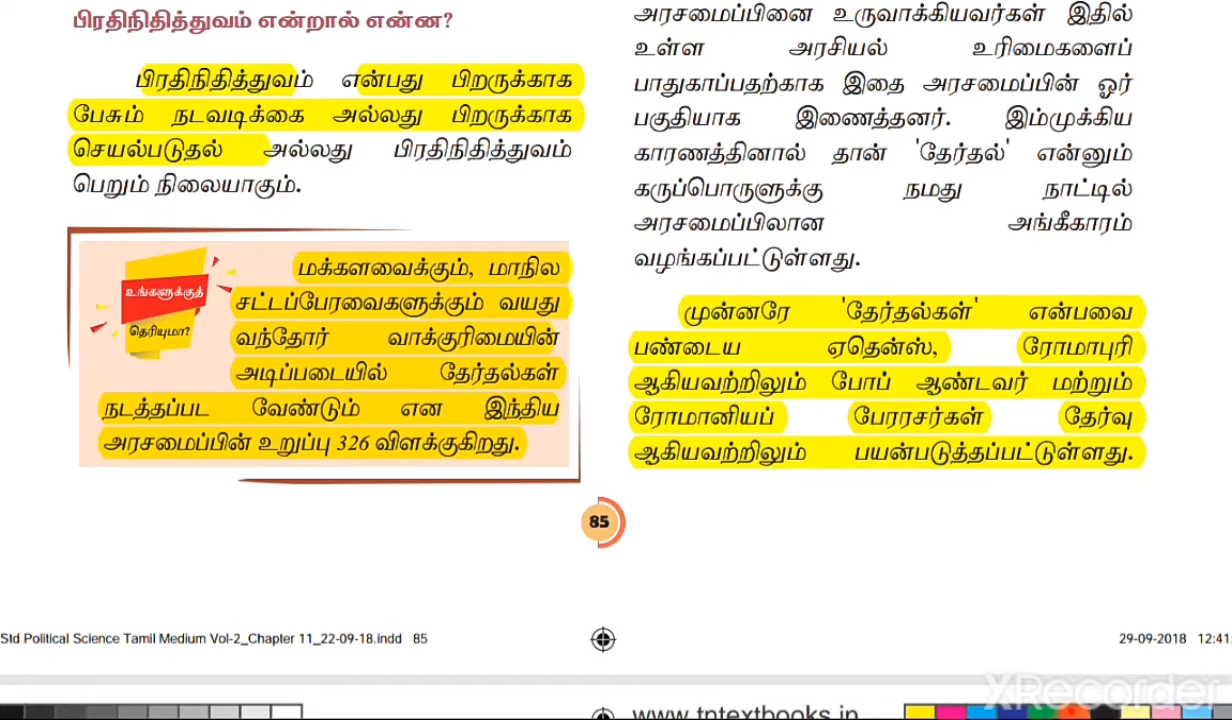 பிரதிநிதித்துவம் என்றால் என்ன?
பிரதிநிதித்துவம் என்பது பிறருக்காக
பேசும் நடவடிக்கை அல்லது பிறருக்காக
செயல்படுதல் அல்லது பிரதிநிதித்துவம்
பெறும் நிலையாகும்.
உங்களுக்குத்
தெரியுமா?
மக்களவைக்கும், மாநில
சட்டப்பேரவைகளுக்கும் வயது
வந்தோர் வாக்குரிமையின்
அடிப்படையில் தேர்தல்கள்
நடத்தப்பட வேண்டும் என இந்திய
அரசமைப்பின் உறுப்பு 326 விளக்குகிறது.
அரசமைப்பினை உருவாக்கியவர்கள் இதில்
உள்ள அரசியல் உரிமைகளைப்
பாதுகாப்பதற்காக இதை அரசமைப்பின் ஓர்
பகுதியாக இணைத்தனர். இம்முக்கிய
காரணத்தினால் தான் 'தேர்தல்' என்னும்
கருப்பொருளுக்கு நமது நாட்டில்
அரசமைப்பிலான அங்கீகாரம்
வழங்கப்பட்டுள்ளது.
முன்னரே 'தேர்தல்கள்' என்பவை
பண்டைய ஏதென்ஸ், ரோமாபுரி
ஆகியவற்றிலும் போப் ஆண்டவர் மற்றும்
ரோமானியப் பேரரசர்கள் தேர்வு
ஆகியவற்றிலும் பயன்படுத்தப்பட்டுள்ளது.
85
Std Political Science Tamil Medium Vol-2_Chapter 11_22-09-18.indd 85
29-09-2018 12:41:
XRecorder
www.tntextbooks.in